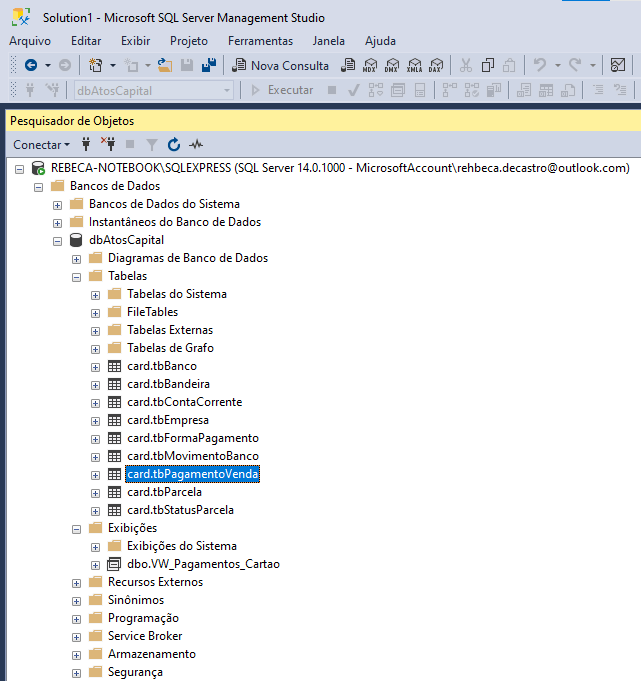 Solution1 - Microsoft SQL Server Management Studio
Arquivo Editar Exibir Projeto Ferramentas Janela Ajuda
Nova Consulta MDX DMX XMLA DAX
dbAtosCapital Executar
Pesquisador de Objetos
Conectar
REBECA-NOTEBOOK\SQLEXPRESS (SQL Server 14.0.1000 - MicrosoftAccount\rehbeca.decastro@outlook.com)
Bancos de Dados
Bancos de Dados do Sistema
Instantâneos do Banco de Dados
dbAtosCapital
Diagramas de Banco de Dados
Tabelas
Tabelas do Sistema
FileTables
Tabelas Externas
Tabelas de Grafo
card.tbBanco
card.tbBandeira
card.tbContaCorrente
card.tbEmpresa
card.tbFormaPagamento
card.tbMovimentoBanco
card.tbPagamentoVenda
card.tbParcela
card.tbStatusParcela
Exibições
Exibições do Sistema
dbo.VW_Pagamentos_Cartao
Recursos Externos
Sinônimos
Programação
Service Broker
Armazenamento
Segurança